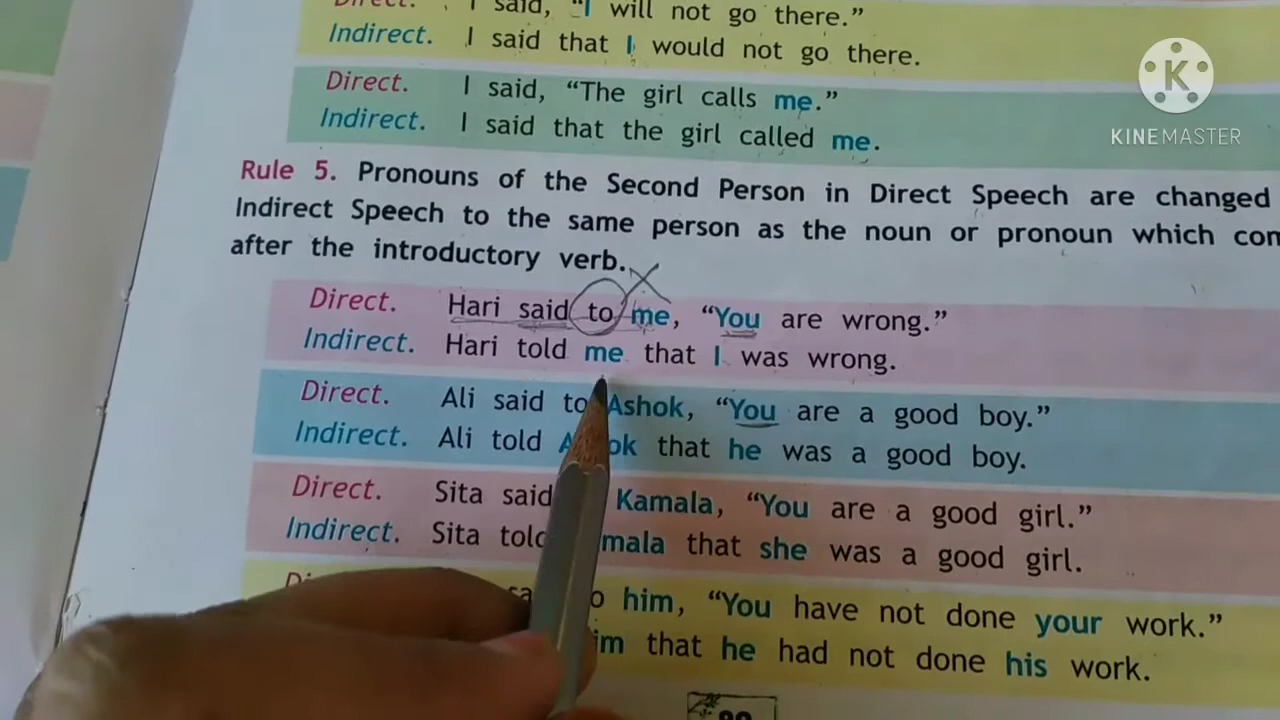 I said, "I will not go there."
Indirect. I said that I would not go there.
Direct. I said, "The girl calls me."
Indirect. I said that the girl called me.
KINEMASTER
Rule 5. Pronouns of the Second Person in Direct Speech are changed
Indirect Speech to the same person as the noun or pronoun which
after the introductory verb.
Direct. Hari said to me, "You are wrong."
Indirect. Hari told me that I was wrong.
Direct. Ali said to Ashok, "You are a good boy."
Indirect. Ali told that he was a good boy.
Direct. Sita said Kamala, "You are a good girl."
Indirect. Sita that she was a good girl.
him, "You have not done your work."
that he had not done his work.